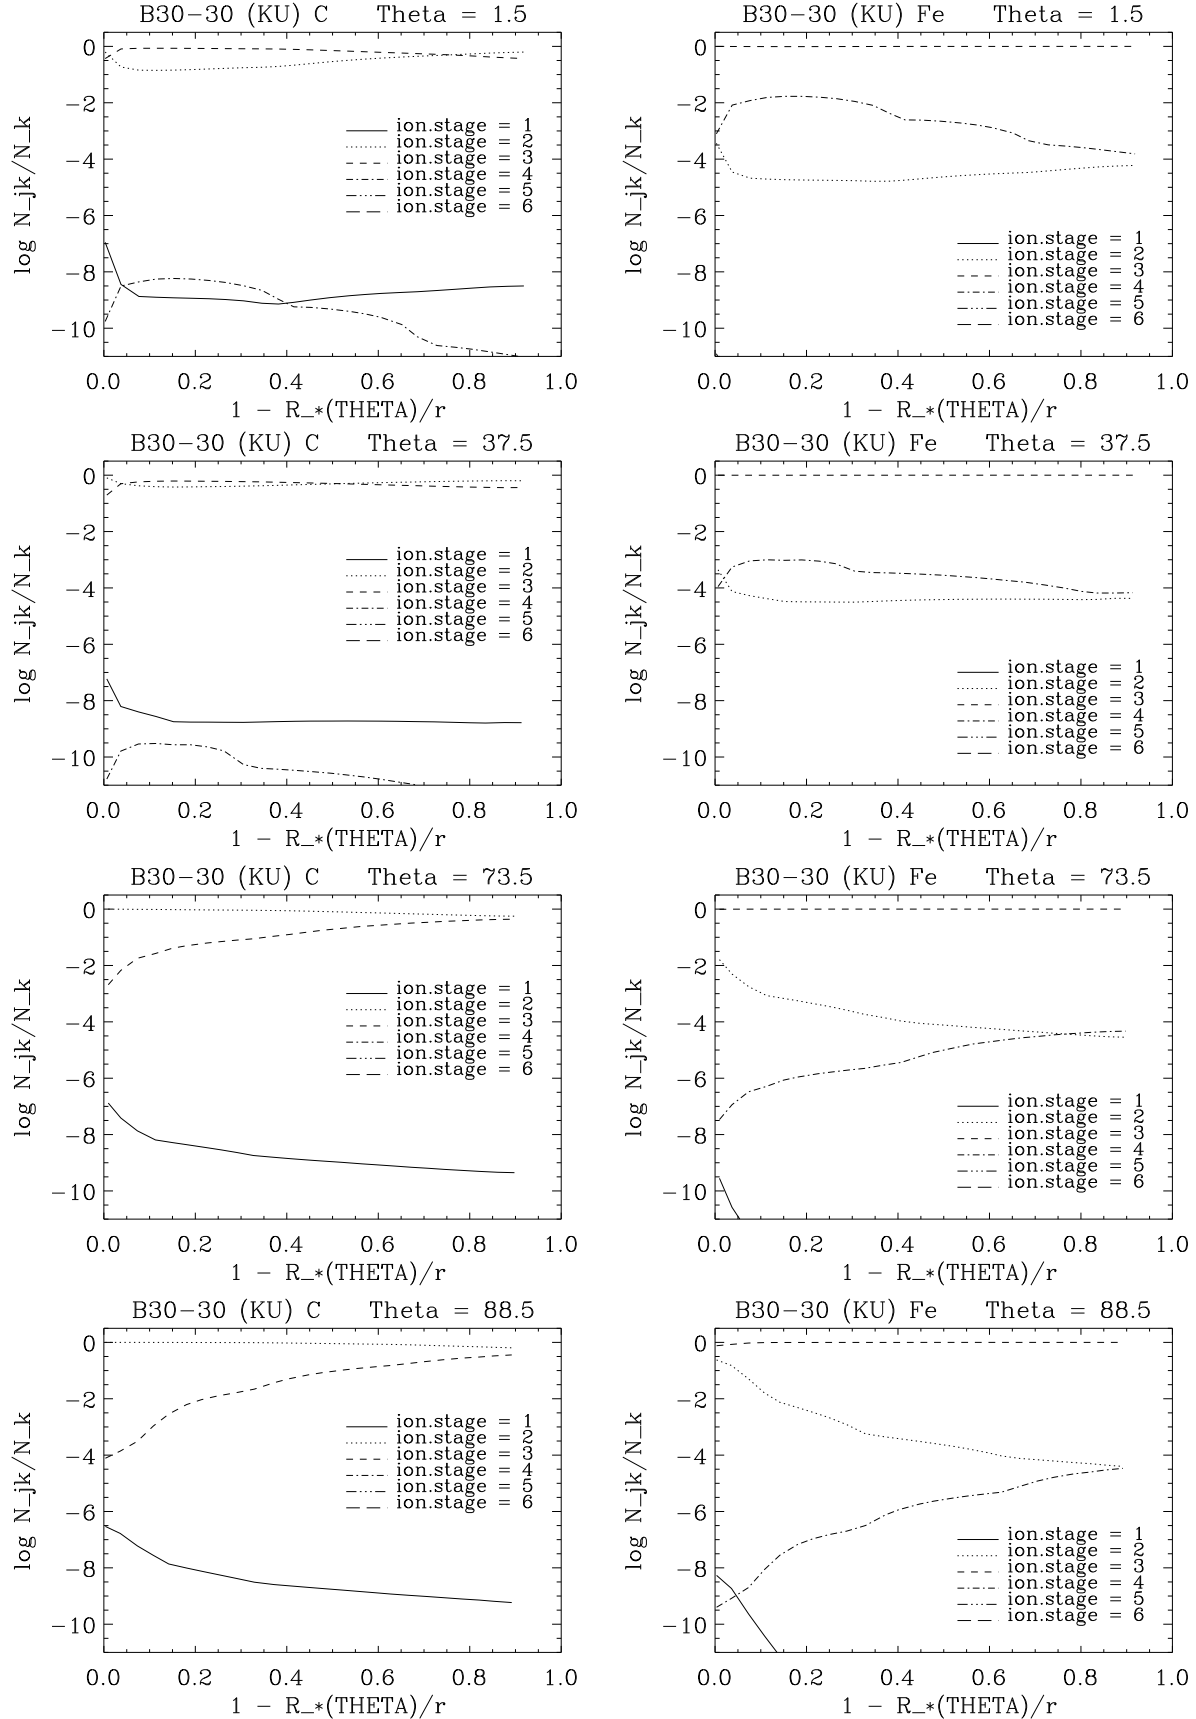 B30-30 (KU) C Theta = 1.5
0
-2
-4
-6
-8
-10
log N_jk/N_k
ion.stage = 1
ion.stage = 2
ion.stage = 3
ion.stage = 4
ion.stage = 5
ion.stage = 6
0.0 0.2 0.4 0.6 0.8 1.0
1 - R_*(THETA)/r
B30-30 (KU) Fe Theta = 1.5
0
-2
-4
-6
-8
-10
log N_jk/N_k
ion.stage = 1
ion.stage = 2
ion.stage = 3
ion.stage = 4
ion.stage = 5
ion.stage = 6
0.0 0.2 0.4 0.6 0.8 1.0
1 - R_*(THETA)/r
B30-30 (KU) C Theta = 37.5
0
-2
-4
-6
-8
-10
log N_jk/N_k
ion.stage = 1
ion.stage = 2
ion.stage = 3
ion.stage = 4
ion.stage = 5
ion.stage = 6
0.0 0.2 0.4 0.6 0.8 1.0
1 - R_*(THETA)/r
B30-30 (KU) Fe Theta = 37.5
0
-2
-4
-6
-8
-10
log N_jk/N_k
ion.stage = 1
ion.stage = 2
ion.stage = 3
ion.stage = 4
ion.stage = 5
ion.stage = 6
0.0 0.2 0.4 0.6 0.8 1.0
1 - R_*(THETA)/r
B30-30 (KU) C Theta = 73.5
0
-2
-4
-6
-8
-10
log N_jk/N_k
ion.stage = 1
ion.stage = 2
ion.stage = 3
ion.stage = 4
ion.stage = 5
ion.stage = 6
0.0 0.2 0.4 0.6 0.8 1.0
1 - R_*(THETA)/r
B30-30 (KU) Fe Theta = 73.5
0
-2
-4
-6
-8
-10
log N_jk/N_k
ion.stage = 1
ion.stage = 2
ion.stage = 3
ion.stage = 4
ion.stage = 5
ion.stage = 6
0.0 0.2 0.4 0.6 0.8 1.0
1 - R_*(THETA)/r
B30-30 (KU) C Theta = 88.5
0
-2
-4
-6
-8
-10
log N_jk/N_k
ion.stage = 1
ion.stage = 2
ion.stage = 3
ion.stage = 4
ion.stage = 5
ion.stage = 6
0.0 0.2 0.4 0.6 0.8 1.0
1 - R_*(THETA)/r
B30-30 (KU) Fe Theta = 88.5
0
-2
-4
-6
-8
-10
log N_jk/N_k
ion.stage = 1
ion.stage = 2
ion.stage = 3
ion.stage = 4
ion.stage = 5
ion.stage = 6
0.0 0.2 0.4 0.6 0.8 1.0
1 - R_*(THETA)/r